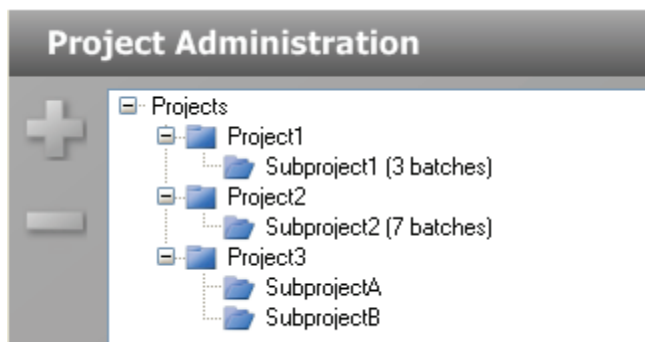 Project Administration
Projects
Project1
Subproject1 (3 batches)
Project2
Subproject2 (7 batches)
Project3
SubprojectA
SubprojectB